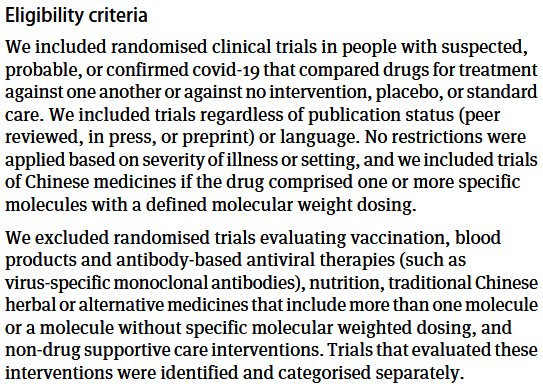 Eligibility criteria
We included randomised clinical trials in people with suspected,
probable, or confirmed covid-19 that compared drugs for treatment
against one another or against no intervention, placebo, or standard
care. We included trials regardless of publication status (peer
reviewed, in press, or preprint) or language. No restrictions were
applied based on severity of illness or setting, and we included trials
of Chinese medicines if the drug comprised one or more specific
molecules with a defined molecular weight dosing.
We excluded randomised trials evaluating vaccination, blood
products and antibody-based antiviral therapies (such as
virus-specific monoclonal antibodies), nutrition, traditional Chinese
herbal or alternative medicines that include more than one molecule
or a molecule without specific molecular weighted dosing, and
non-drug supportive care interventions. Trials that evaluated these
interventions were identified and categorised separately.